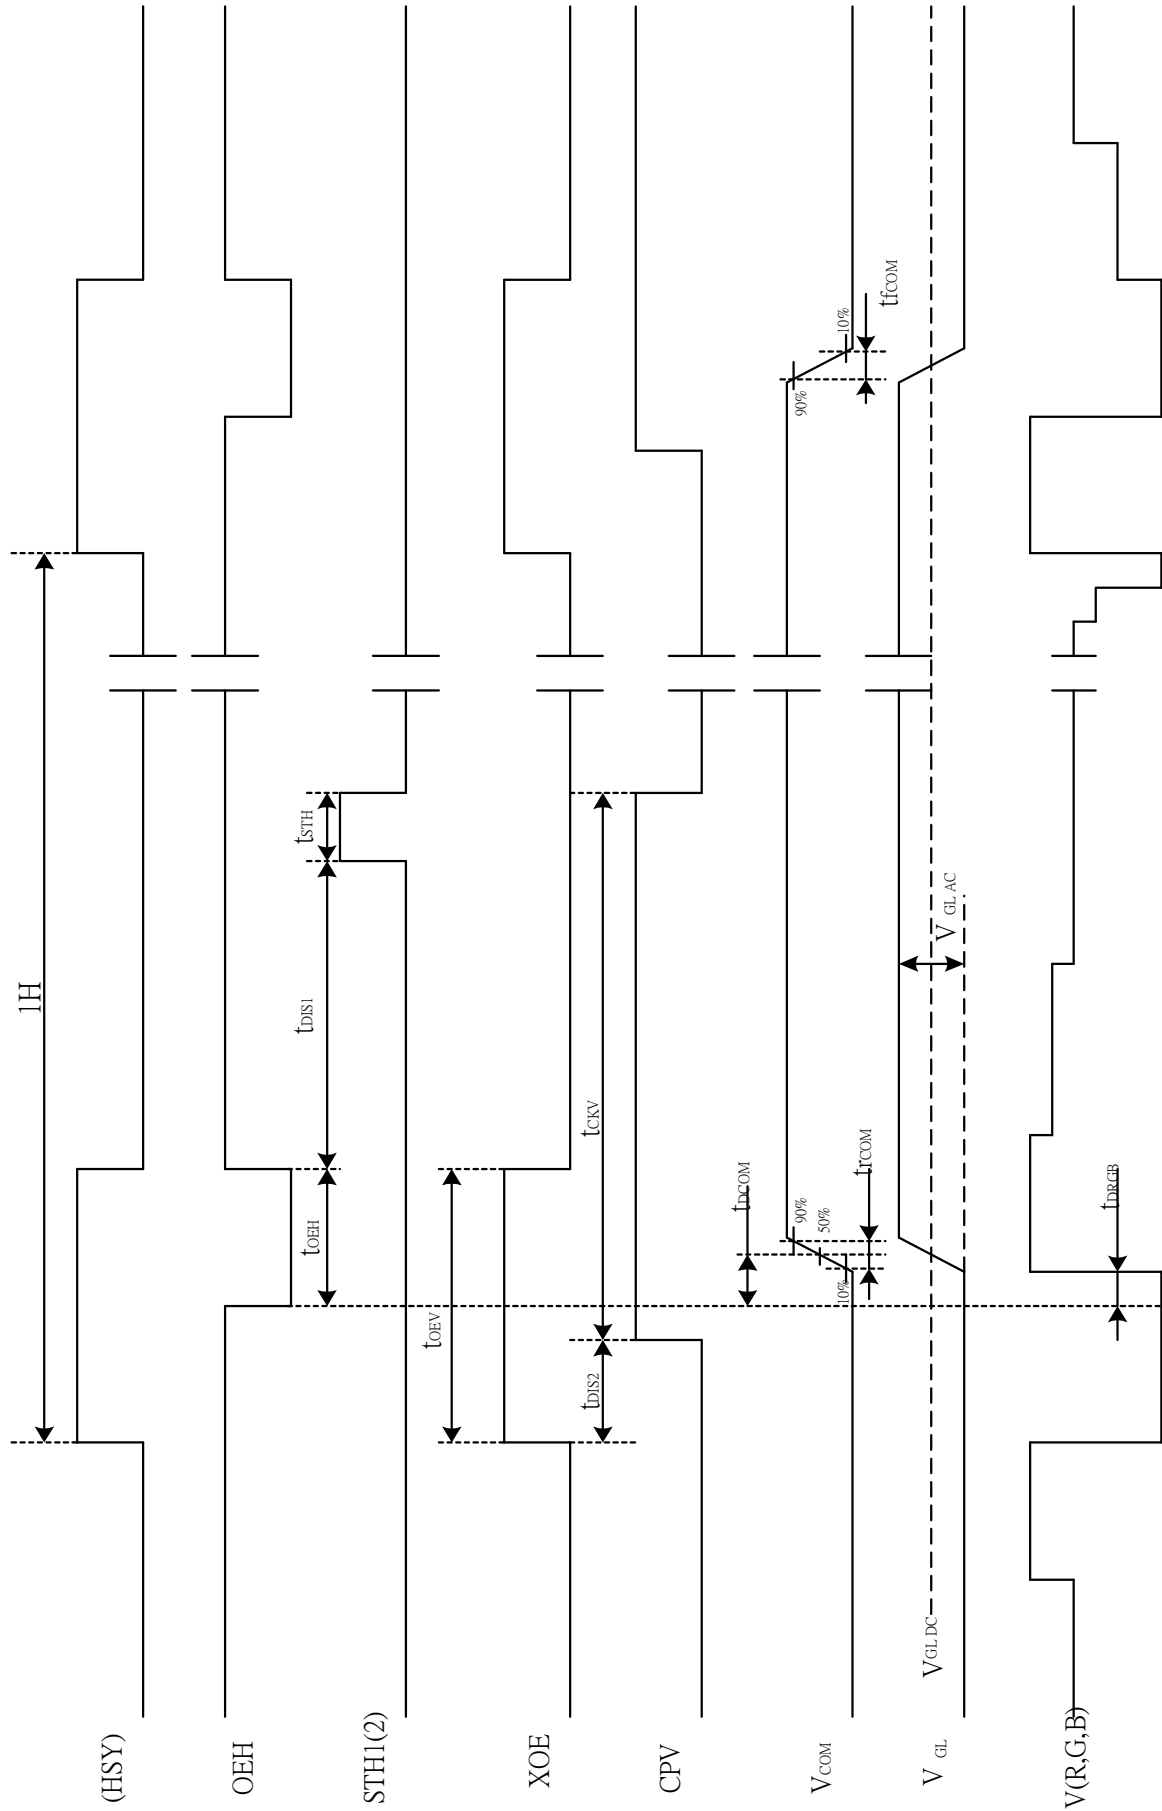 1H
(HSY)
OEH
tOEH
tDIS1
tSTH
STH1(2)
tOEV
XOE
tDIS2
tCKV
CPV
tDCOM
90%
50%
10%
trCOM
90%
10%
tfCOM
VCOM
VGL DC
V GL AC
V GL
tDRGB
V(R,G,B)